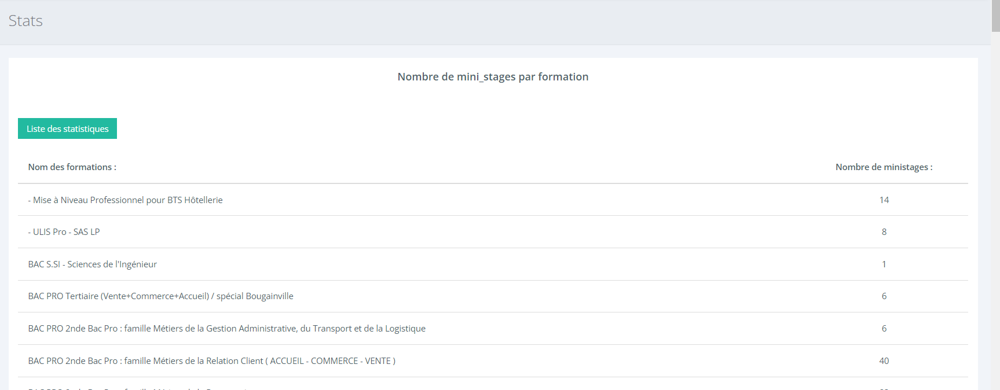 Stats
Nombre de mini_stages par formation
Liste des statistiques
Nom des formations : Nombre de ministages :
- Mise à Niveau Professionnel pour BTS Hôtellerie 14
- ULIS Pro - SAS LP 8
BAC S.SI - Sciences de l'Ingénieur 1
BAC PRO Tertiaire (Vente+Commerce+Accueil) / spécial Bougainville 6
BAC PRO 2nde Bac Pro : famille Métiers de la Gestion Administrative, du Transport et de la Logistique 6
BAC PRO 2nde Bac Pro : famille Métiers de la Relation Client ( ACCUEIL - COMMERCE - VENTE ) 40